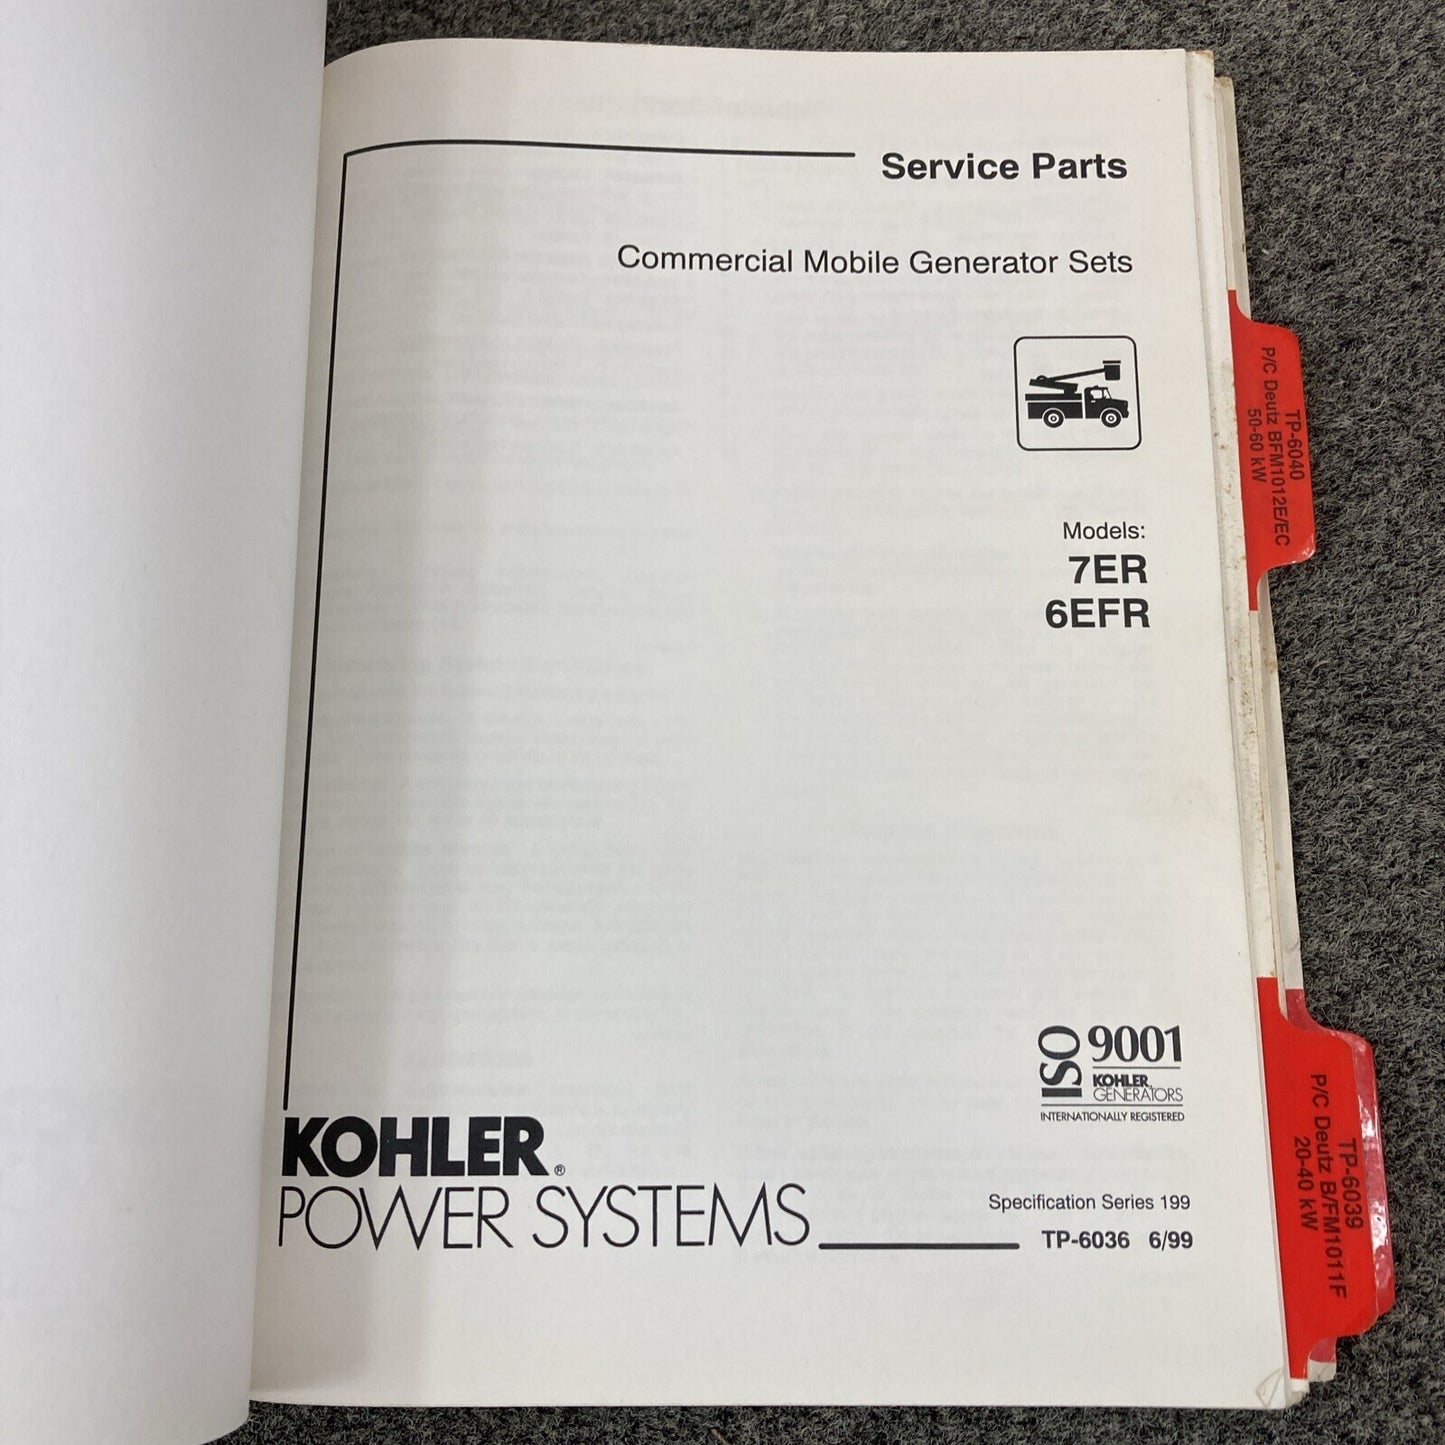 Service Parts
Commercial Mobile Generator Sets
Models:
7ER
6EFR
ISO 9001
KOHLER®
GENERATORS
INTERNATIONALLY REGISTERED
KOHLER®
POWER SYSTEMS
Specification Series 199
TP-6036 6/99
TP-6040
P/C Deutz BFM1012E/EC
50-60 kW
TP-6039
P/C Deutz B/FM1011F
20-40 kW